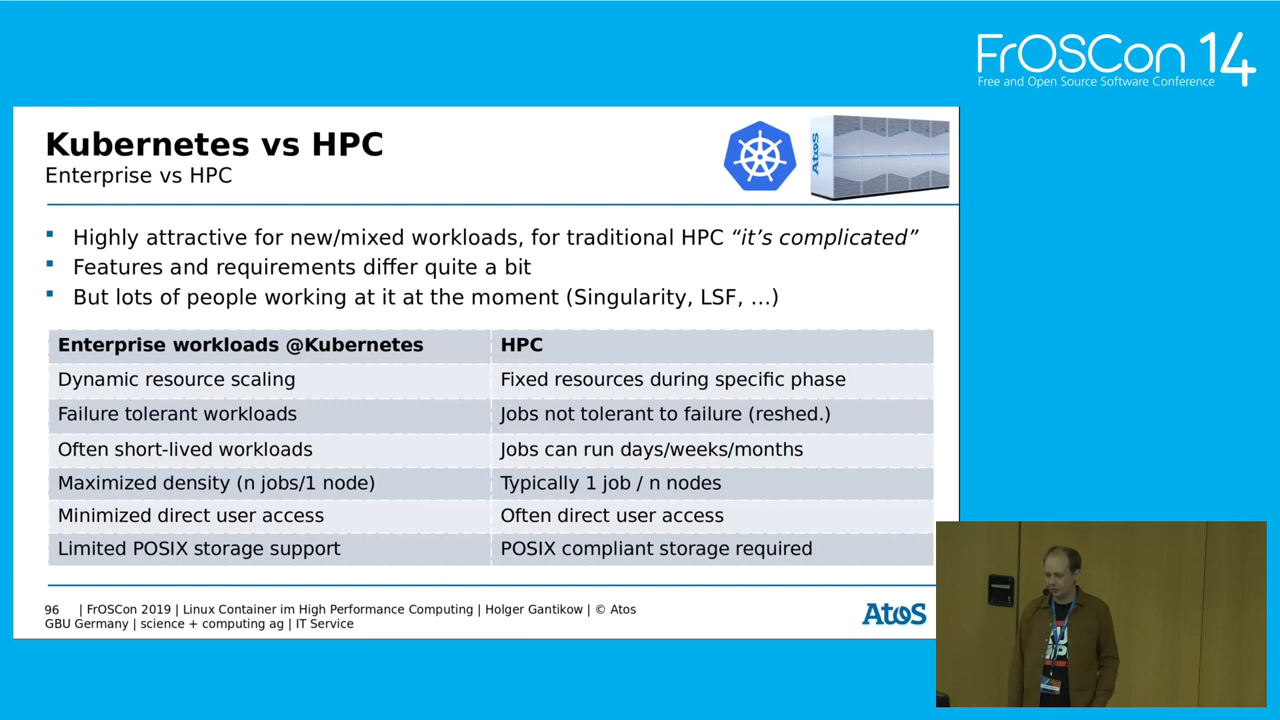 FrOSCon 14
Free and Open Source Software Conference
Kubernetes vs HPC
Enterprise vs HPC
Atos
▪ Highly attractive for new/mixed workloads, for traditional HPC “it’s complicated”
▪ Features and requirements differ quite a bit
▪ But lots of people working at it at the moment (Singularity, LSF, …)
Enterprise workloads @Kubernetes HPC
Dynamic resource scaling Fixed resources during specific phase
Failure tolerant workloads Jobs not tolerant to failure (reshed.)
Often short-lived workloads Jobs can run days/weeks/months
Maximized density (n jobs/1 node) Typically 1 job / n nodes
Minimized direct user access Often direct user access
Limited POSIX storage support POSIX compliant storage required
96 | FrOSCon 2019 | Linux Container im High Performance Computing | Holger Gantikow | © Atos
GBU Germany | science + computing ag | IT Service
Atos